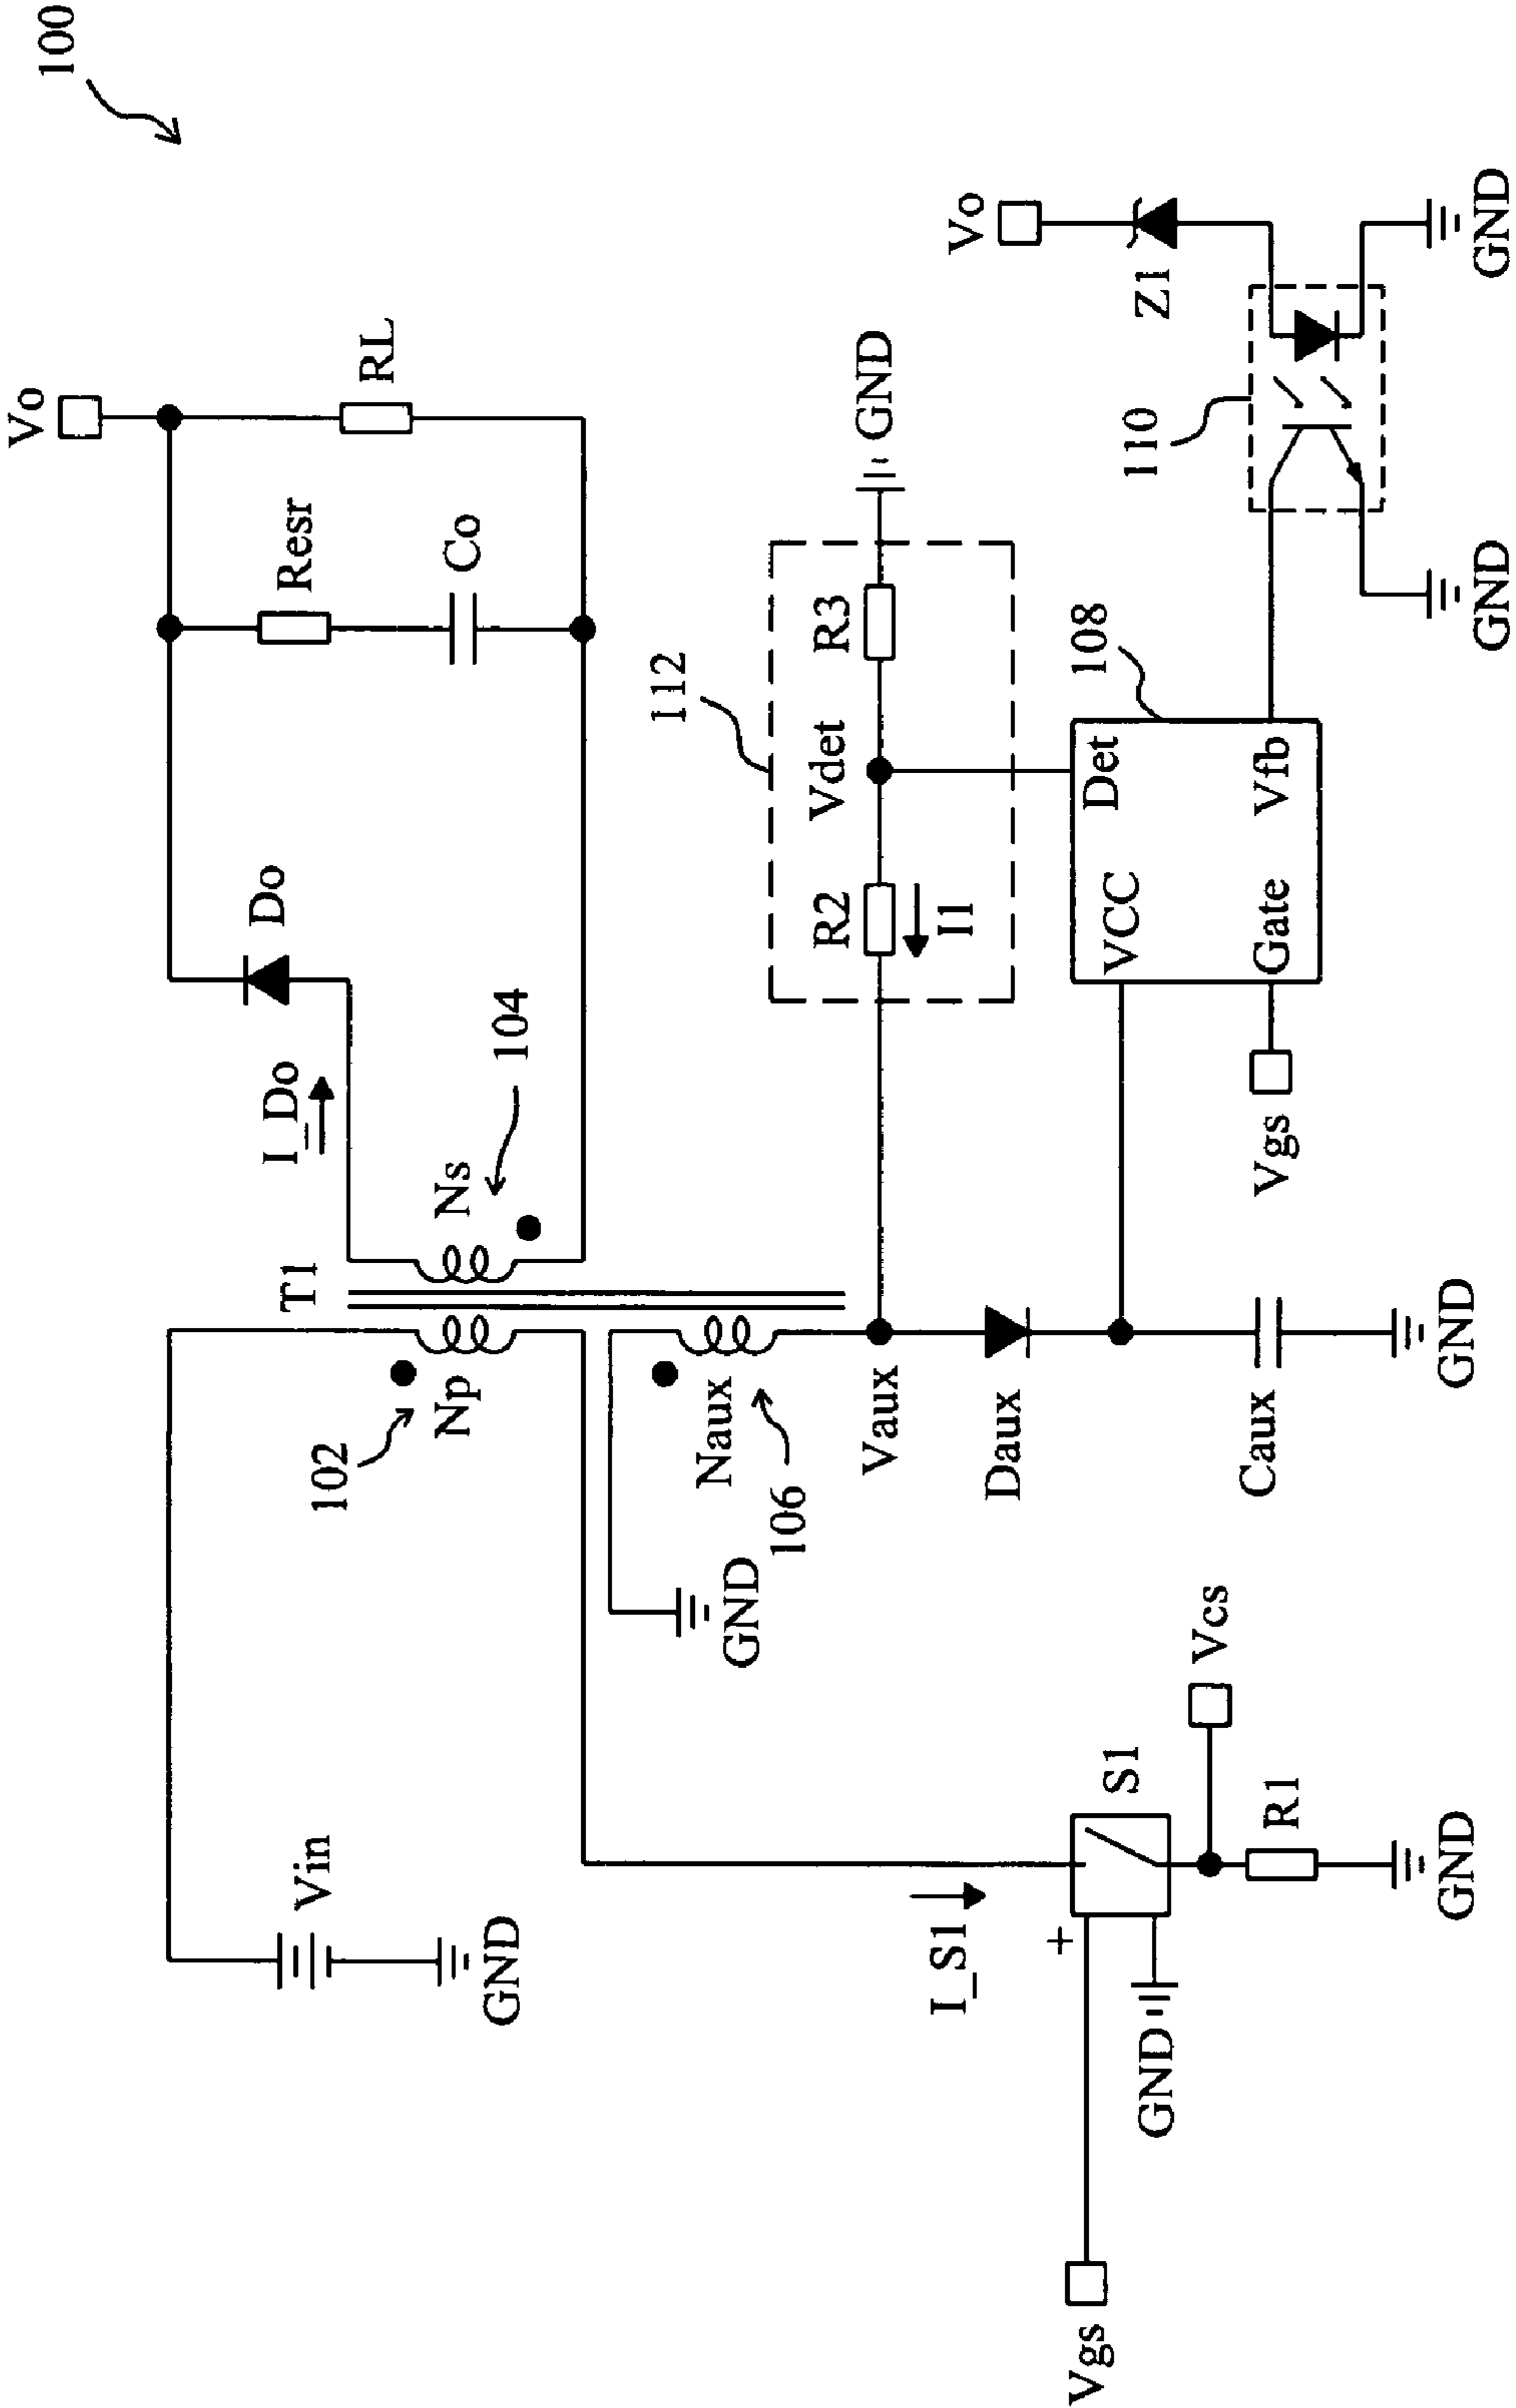 100
Vo
RL
Resr
Co
Do
I_Do
104
Ns
T1
102
Np
Vin
GND
Naux
106
GND
Vaux
Daux
Caux
GND
112
Vdet
R2
R3
I1
GND
108
VCC
Det
Gate
Vfb
Vgs
110
Vo
Z1
GND
GND
I_S1
+
S1
Vgs
GND
Vcs
R1
GND